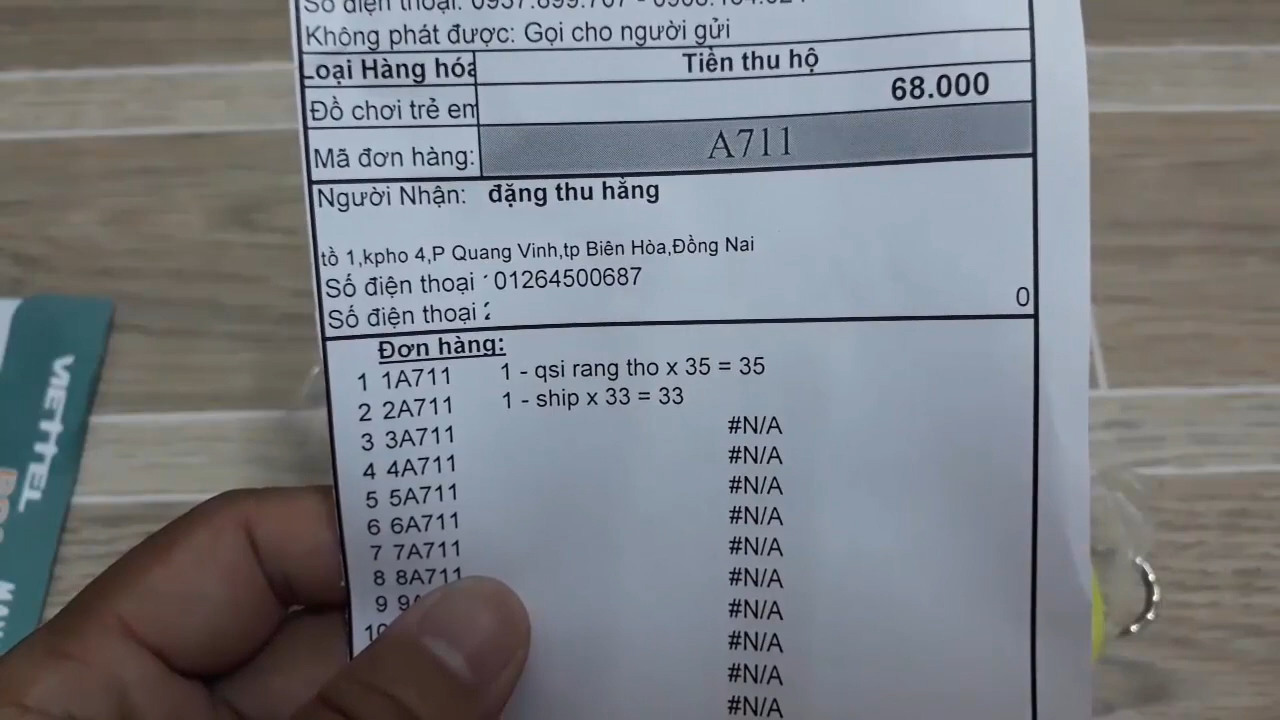 Không phát được: Gọi cho người gửi
Loại Hàng hóa Tiền thu hộ
Đồ chơi trẻ em 68.000
Mã đơn hàng: A711
Người Nhận: đặng thu hằng
tổ 1,kpho 4,P Quang Vinh,tp Biên Hòa,Đồng Nai
Số điện thoại 01264500687
Số điện thoại 2 0
Đơn hàng:
1 1A711 1 - qsi rang tho x 35 = 35
2 2A711 1 - ship x 33 = 33
3 3A711 #N/A
4 4A711 #N/A
5 5A711 #N/A
6 6A711 #N/A
7 7A711 #N/A
8 8A711 #N/A
9 #N/A
10 #N/A
#N/A
#N/A
VIETTEL